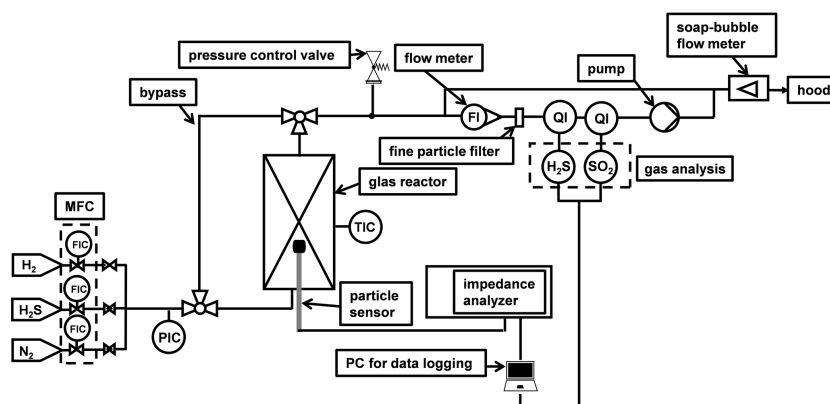 soap-bubble
flow meter
pressure control valve
flow meter
pump
bypass
hood
FI
QI
QI
fine particle filter
H₂S
SO₂
gas analysis
glas reactor
MFC
TIC
FIC
H₂
FIC
H₂S
FIC
N₂
PIC
particle
sensor
impedance
analyzer
PC for data logging